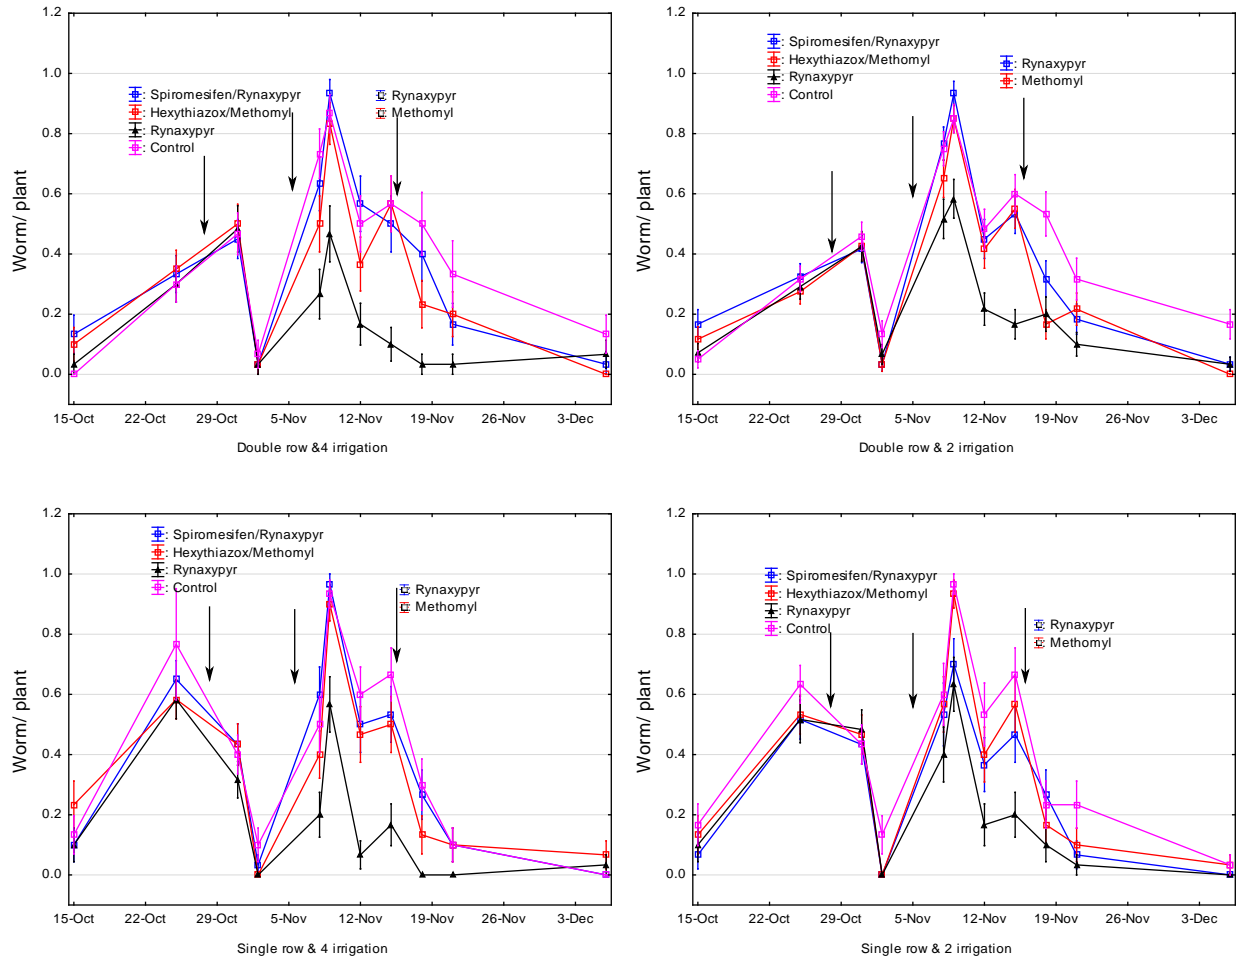 1.2
1.0
0.8
0.6
0.4
0.2
0.0
Worm/ plant
: Spiromesifen/Rynaxypyr
: Hexythiazox/Methomyl
: Rynaxypyr
: Control
: Rynaxypyr
: Methomyl
15-Oct 22-Oct 29-Oct 5-Nov 12-Nov 19-Nov 26-Nov 3-Dec
Double row &4 irrigation
1.2
1.0
0.8
0.6
0.4
0.2
0.0
Worm/ plant
: Spiromesifen/Rynaxypyr
: Hexythiazox/Methomyl
: Rynaxypyr
: Control
: Rynaxypyr
: Methomyl
15-Oct 22-Oct 29-Oct 5-Nov 12-Nov 19-Nov 26-Nov 3-Dec
Double row & 2 irrigation
1.2
1.0
0.8
0.6
0.4
0.2
0.0
Worm/ plant
: Spiromesifen/Rynaxypyr
: Hexythiazox/Methomyl
: Rynaxypyr
: Control
: Rynaxypyr
: Methomyl
15-Oct 22-Oct 29-Oct 5-Nov 12-Nov 19-Nov 26-Nov 3-Dec
Single row & 4 irrigation
1.2
1.0
0.8
0.6
0.4
0.2
0.0
Worm/ plant
: Spiromesifen/Rynaxypyr
: Hexythiazox/Methomyl
: Rynaxypyr
: Control
: Rynaxypyr
: Methomyl
15-Oct 22-Oct 29-Oct 5-Nov 12-Nov 19-Nov 26-Nov 3-Dec
Single row & 2 irrigation